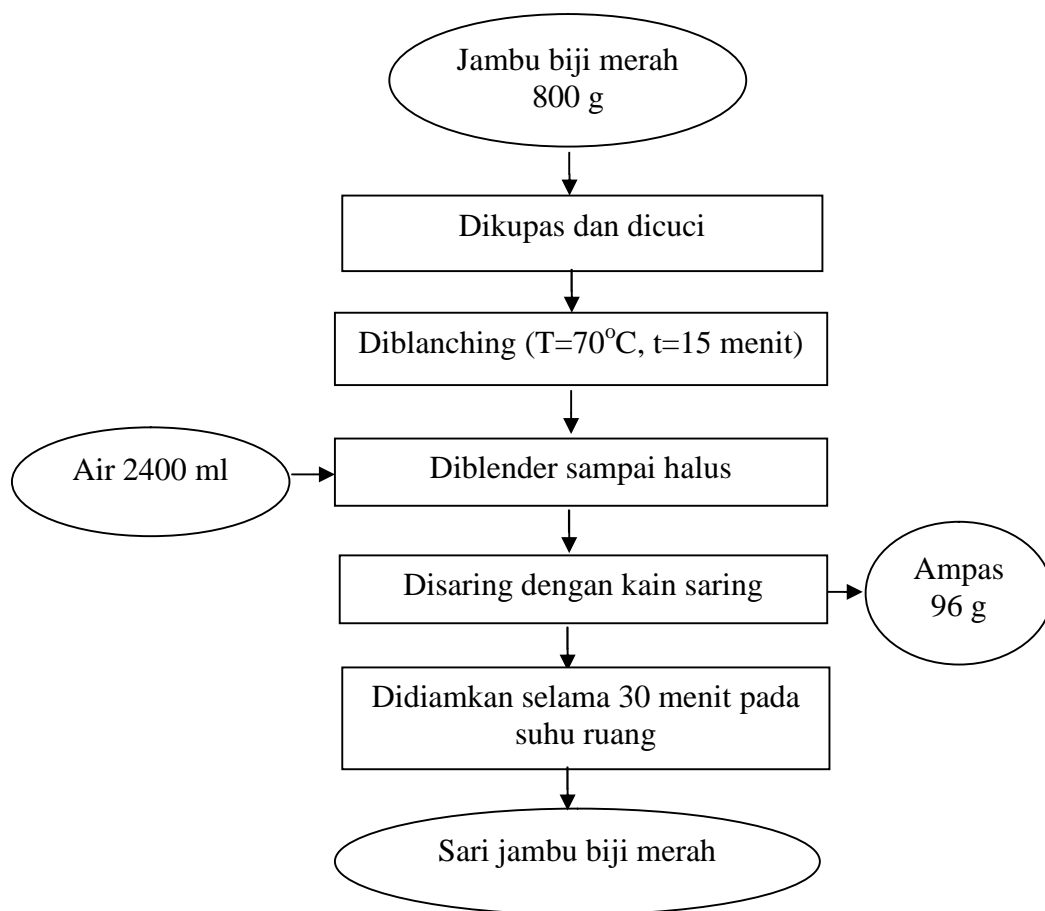 Jambu biji merah
800 g
Dikupas dan dicuci
Diblanching (T=70°C, t=15 menit)
Air 2400 ml
Diblender sampai halus
Disaring dengan kain saring
Ampas
96 g
Didiamkan selama 30 menit pada
suhu ruang
Sari jambu biji merah